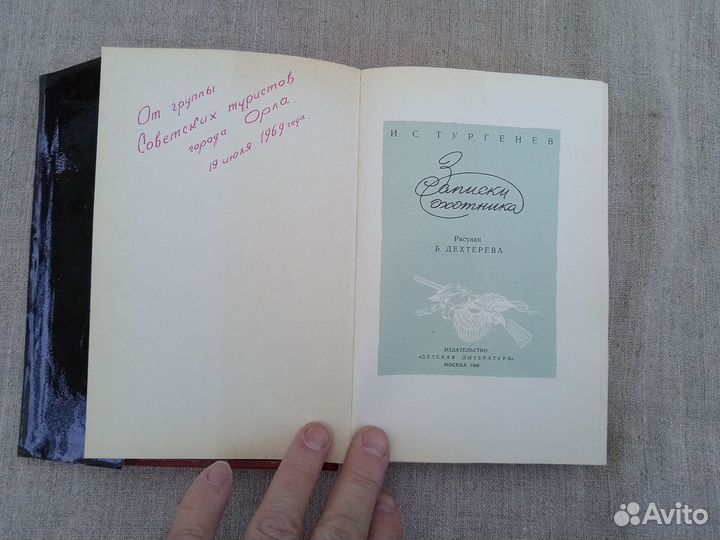 От группы
Советских туристов
города Орла.
19 июля 1969 года.
И. С. ТУРГЕНЕВ
Записки
охотника
Рисунки
Б. ДЕХТЕРЕВА
ИЗДАТЕЛЬСТВО
«ДЕТСКАЯ ЛИТЕРАТУРА»
МОСКВА 1968
Avito